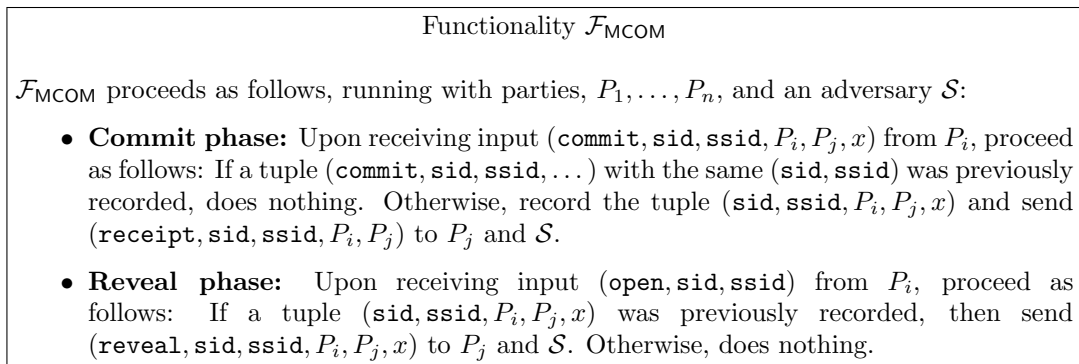 Functionality F_MCOM
F_MCOM proceeds as follows, running with parties, P_1, . . . , P_n, and an adversary S:
• Commit phase: Upon receiving input (commit, sid, ssid, P_i, P_j, x) from P_i, proceed
as follows: If a tuple (commit, sid, ssid, . . . ) with the same (sid, ssid) was previously
recorded, does nothing. Otherwise, record the tuple (sid, ssid, P_i, P_j, x) and send
(receipt, sid, ssid, P_i, P_j) to P_j and S.
• Reveal phase: Upon receiving input (open, sid, ssid) from P_i, proceed as
follows: If a tuple (sid, ssid, P_i, P_j, x) was previously recorded, then send
(reveal, sid, ssid, P_i, P_j, x) to P_j and S. Otherwise, does nothing.